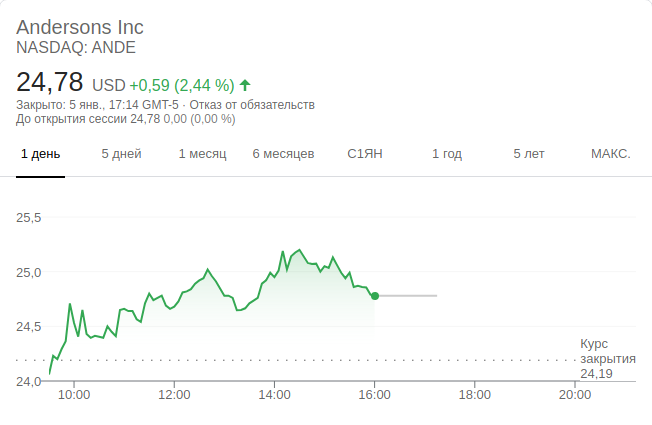 Andersons Inc
NASDAQ: ANDE
24,78 USD +0,59 (2,44 %)
Закрыто: 5 янв., 17:14 GMT-5 · Отказ от обязательств
До открытия сессии 24,78 0,00 (0,00 %)
1 день 5 дней 1 месяц 6 месяцев С1ЯН 1 год 5 лет МАКС.
25,5
25,0
24,5
Курс
закрытия
24,19
24,0
10:00 12:00 14:00 16:00 18:00 20:00